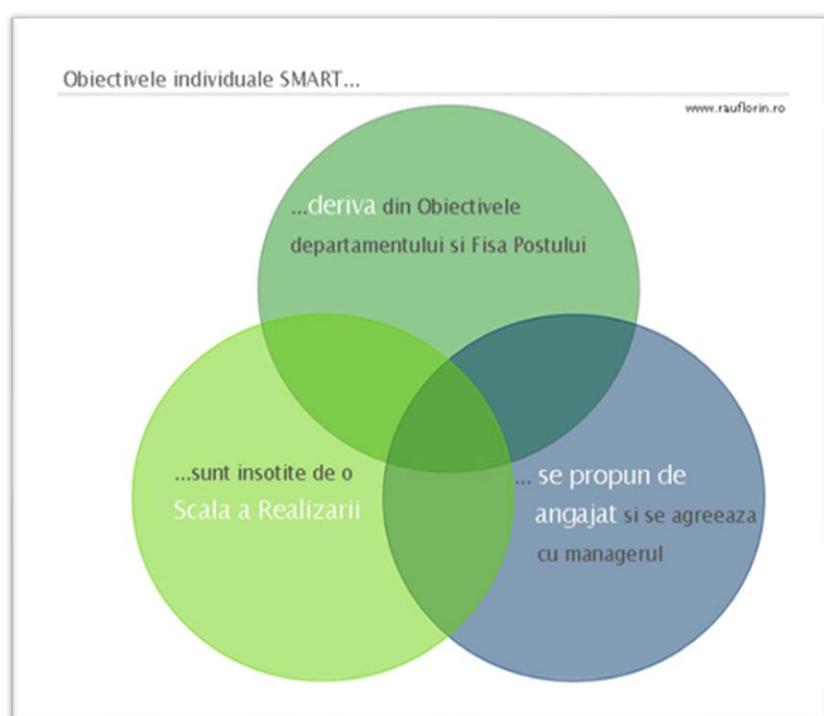 Obiectivele individuale SMART...
www.rauflorin.ro
...deriva din Obiectivele
departamentului si Fisa Postului
...sunt insotite de o
Scala a Realizarii
... se propun de
angajat si se agreeaza
cu managerul